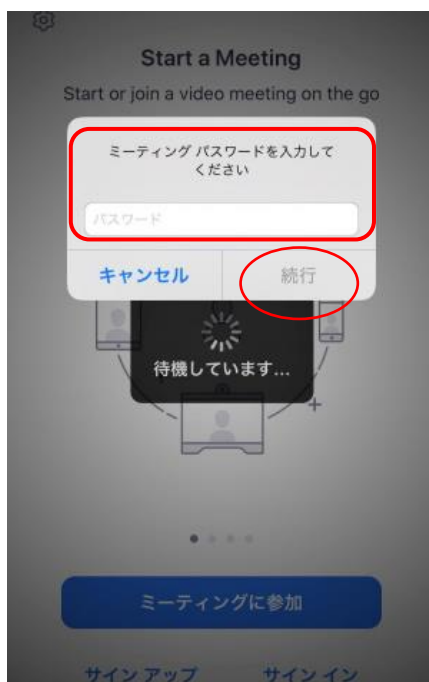 Start a Meeting
Start or join a video meeting on the go
ミーティング パスワードを入力して
ください
パスワード
キャンセル
続行
待機しています...
ミーティングに参加
サインアップ
サインイン